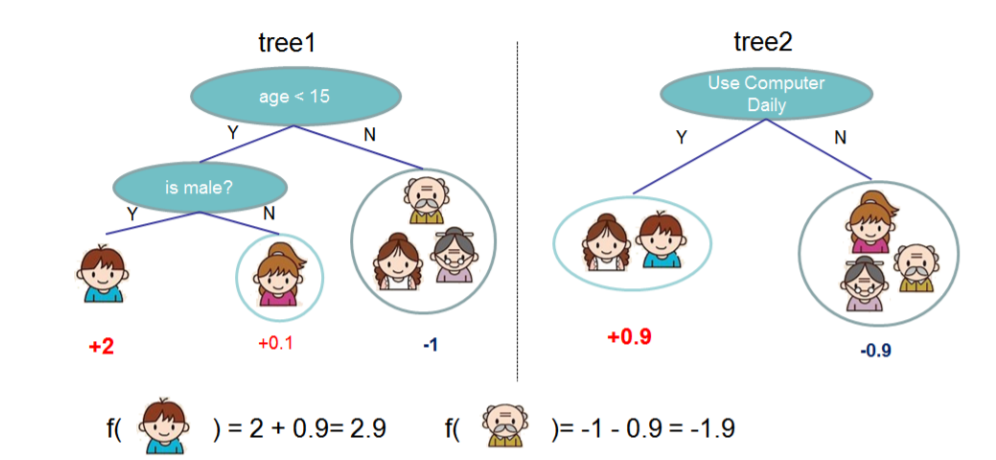 tree1
tree2
age < 15
Use Computer
Daily
Y
N
Y
N
is male?
Y
N
+2
+0.1
-1
+0.9
-0.9
f( ) = 2 + 0.9= 2.9
f( )= -1 - 0.9 = -1.9